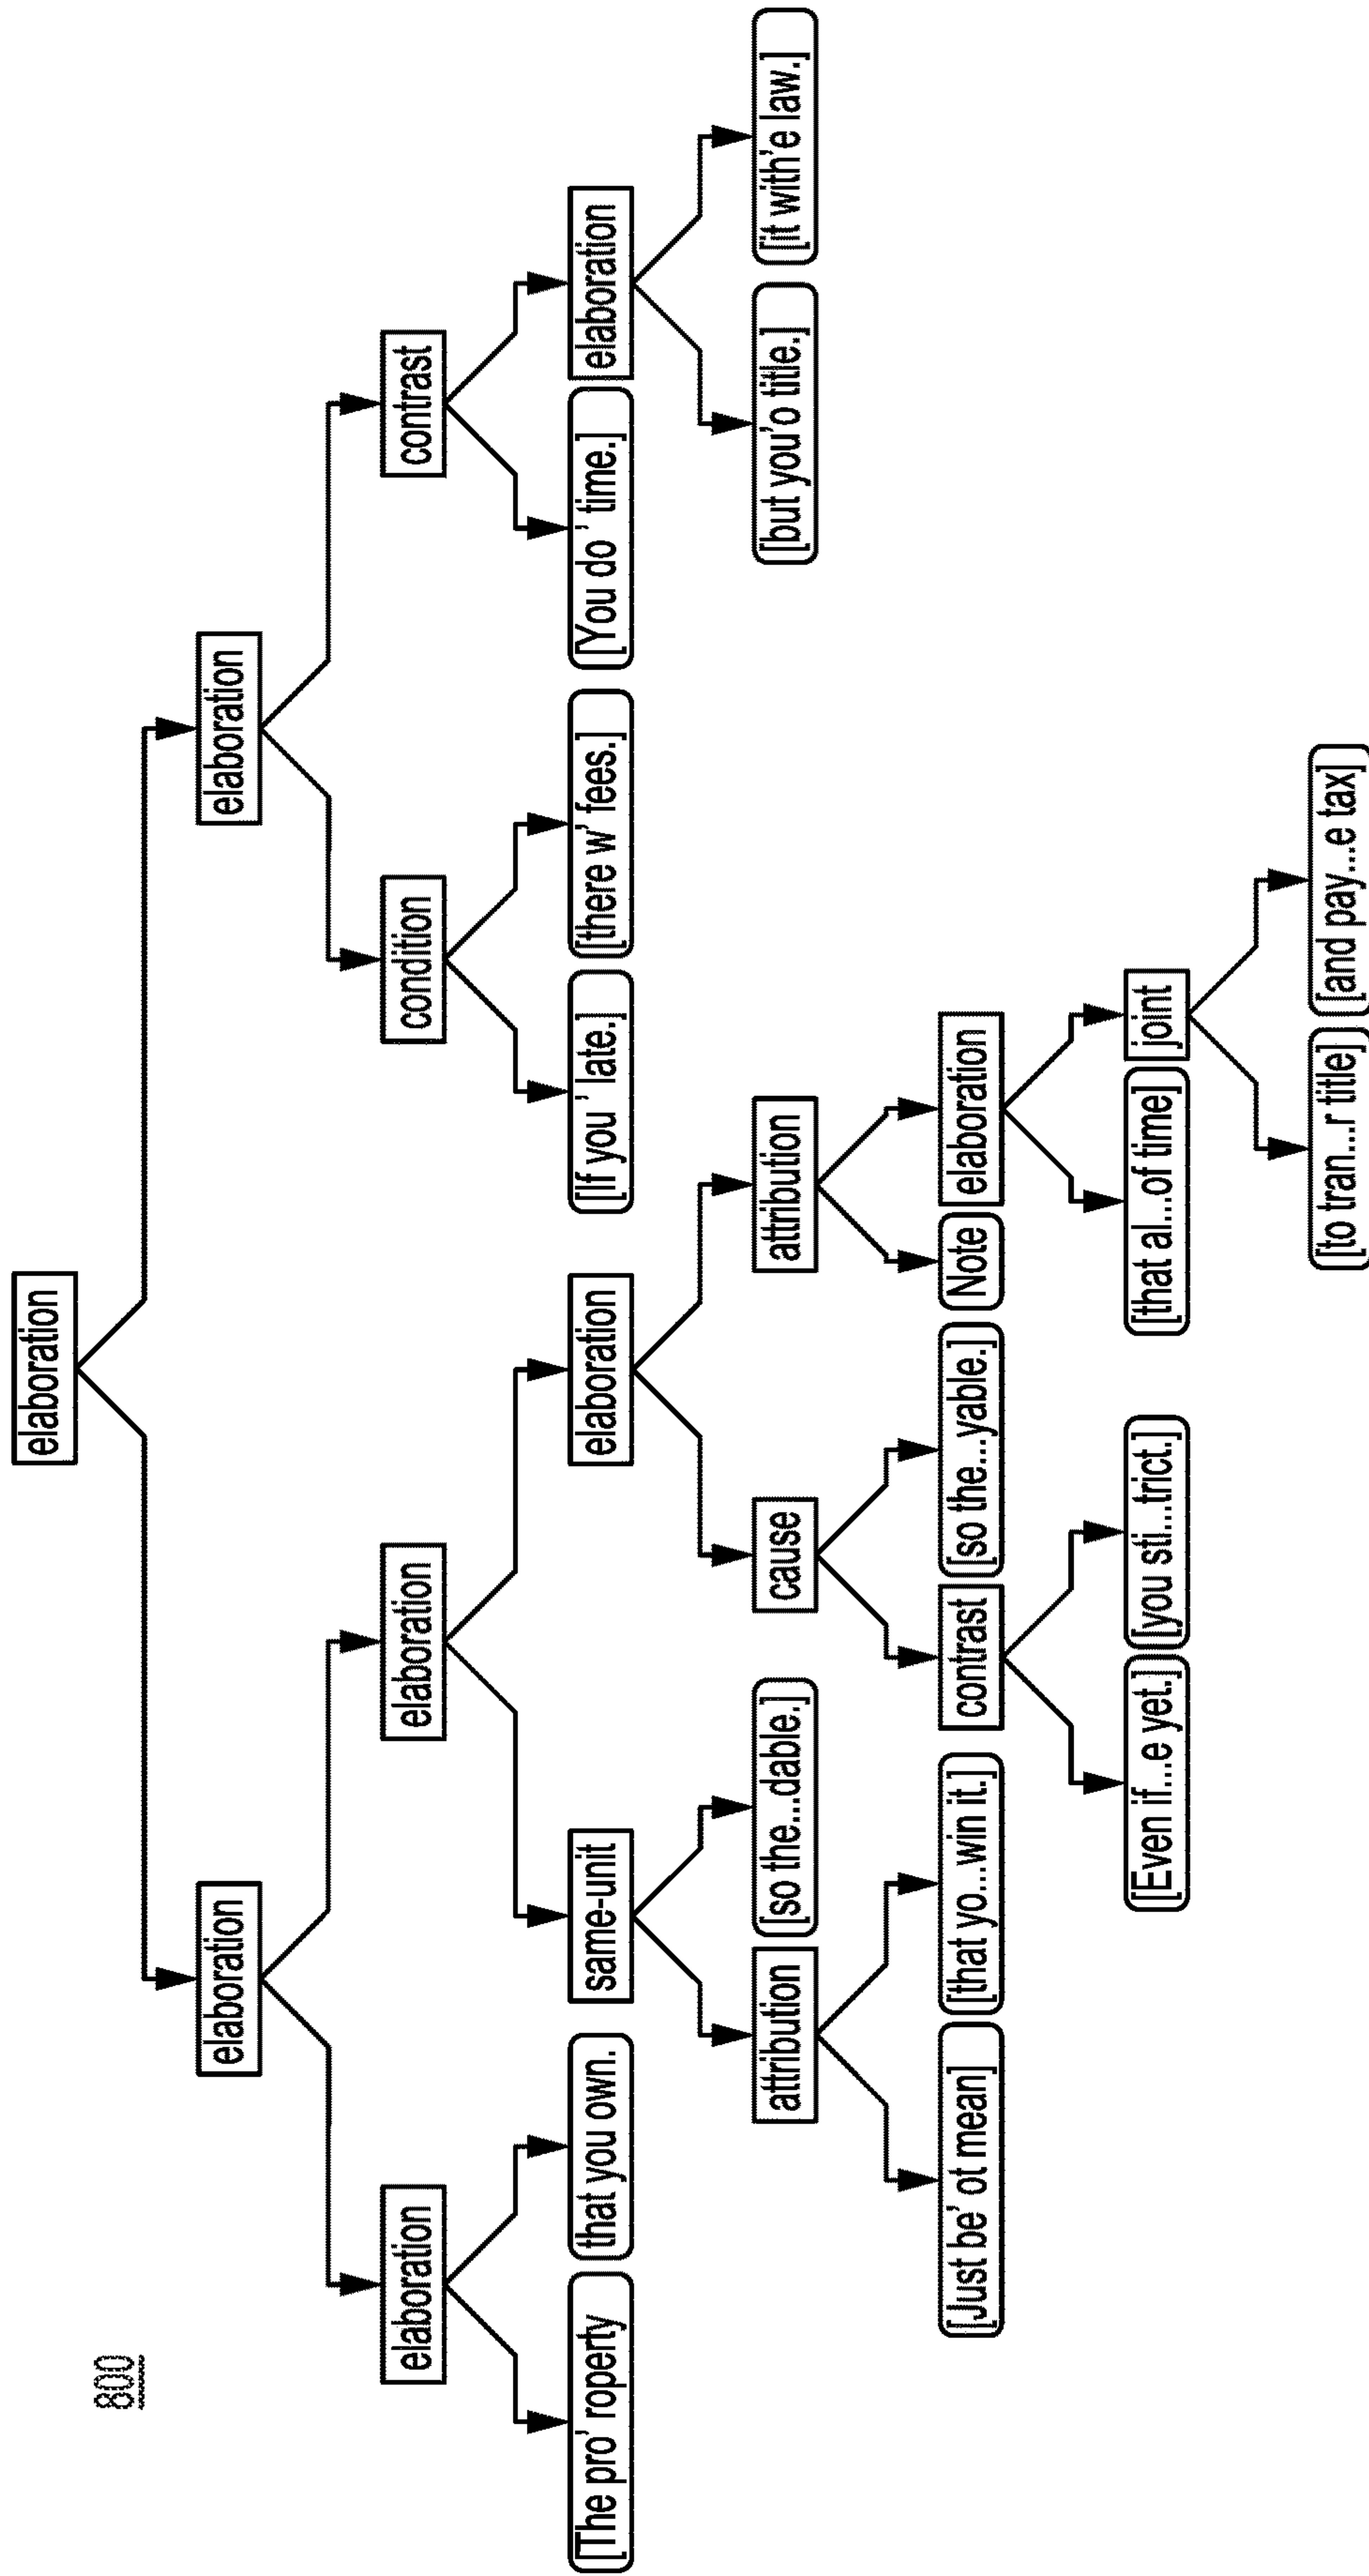 800
elaboration
elaboration
elaboration
elaboration
elaboration
condition
contrast
[The pro' roperty
that you own.
same-unit
elaboration
[If you ' late.]
[there w' fees.]
[You do ' time.]
elaboration
attribution
[so the...dable.]
cause
attribution
[but you'o title.]
[it with'e law.]
[Just be' ot mean]
[that yo...win it.]
contrast
[so the...yable.]
Note
elaboration
[Even if...e yet.]
[you sti...trict.]
[that al...of time]
joint
[to tran...r title]
[and pay...e tax]